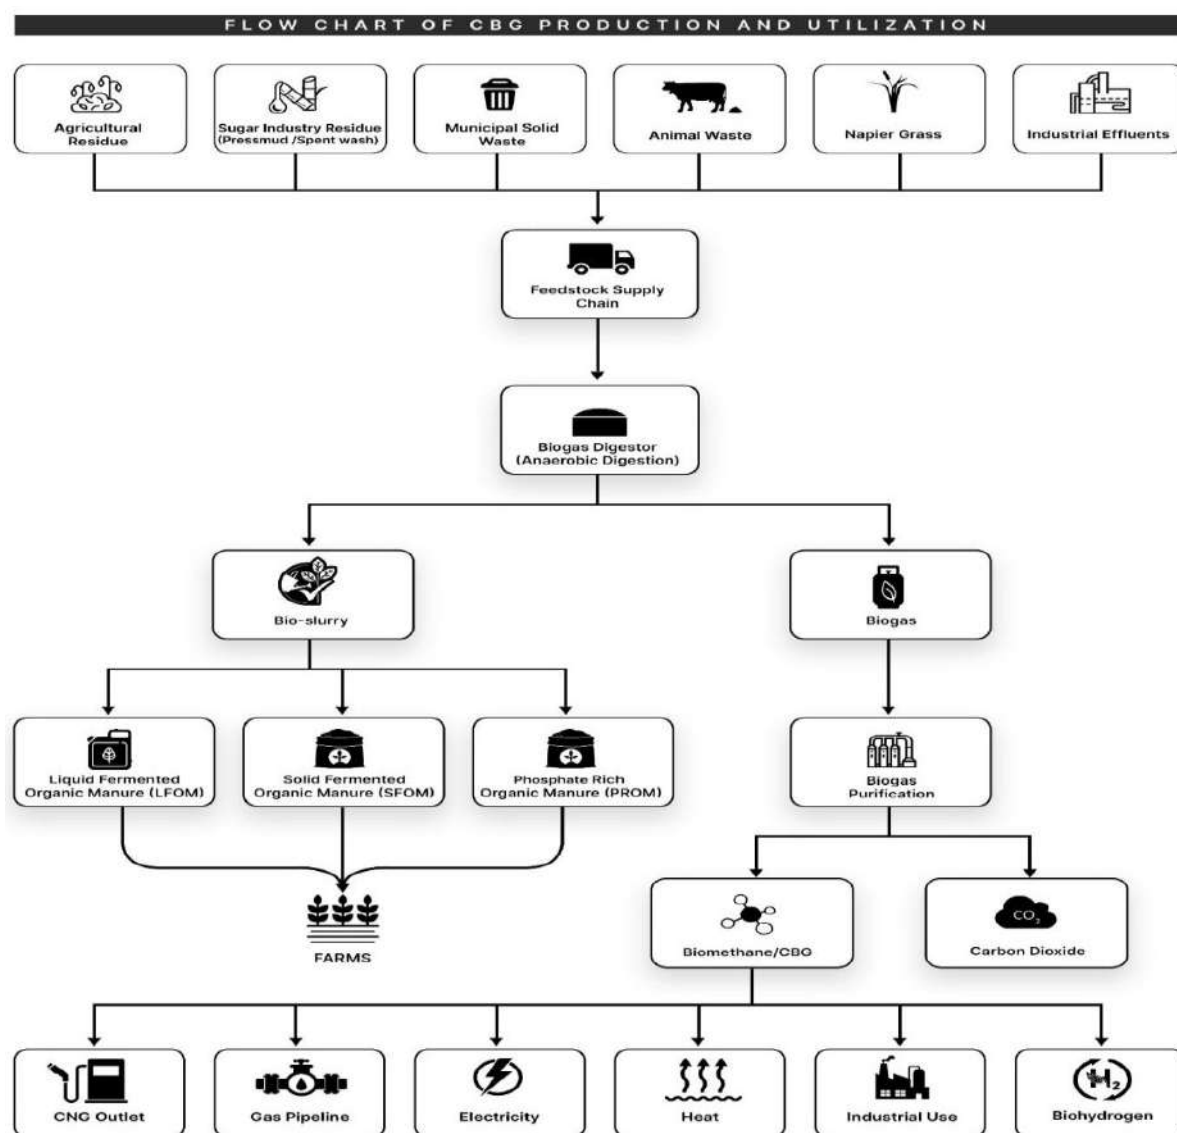 FLOW CHART OF CBG PRODUCTION AND UTILIZATION
Agricultural
Residue
Sugar Industry Residue
(Pressmud /Spent wash)
Municipal Solid
Waste
Animal Waste
Napier Grass
Industrial Effluents
Feedstock Supply
Chain
Biogas Digestor
(Anaerobic Digestion)
Bio-slurry
Biogas
Liquid Fermented
Organic Manure (LFOM)
Solid Fermented
Organic Manure (SFOM)
Phosphate Rich
Organic Manure (PROM)
Biogas
Purification
FARMS
Biomethane/CBG
CO2
Carbon Dioxide
CNG Outlet
Gas Pipeline
Electricity
Heat
Industrial Use
H2
Biohydrogen